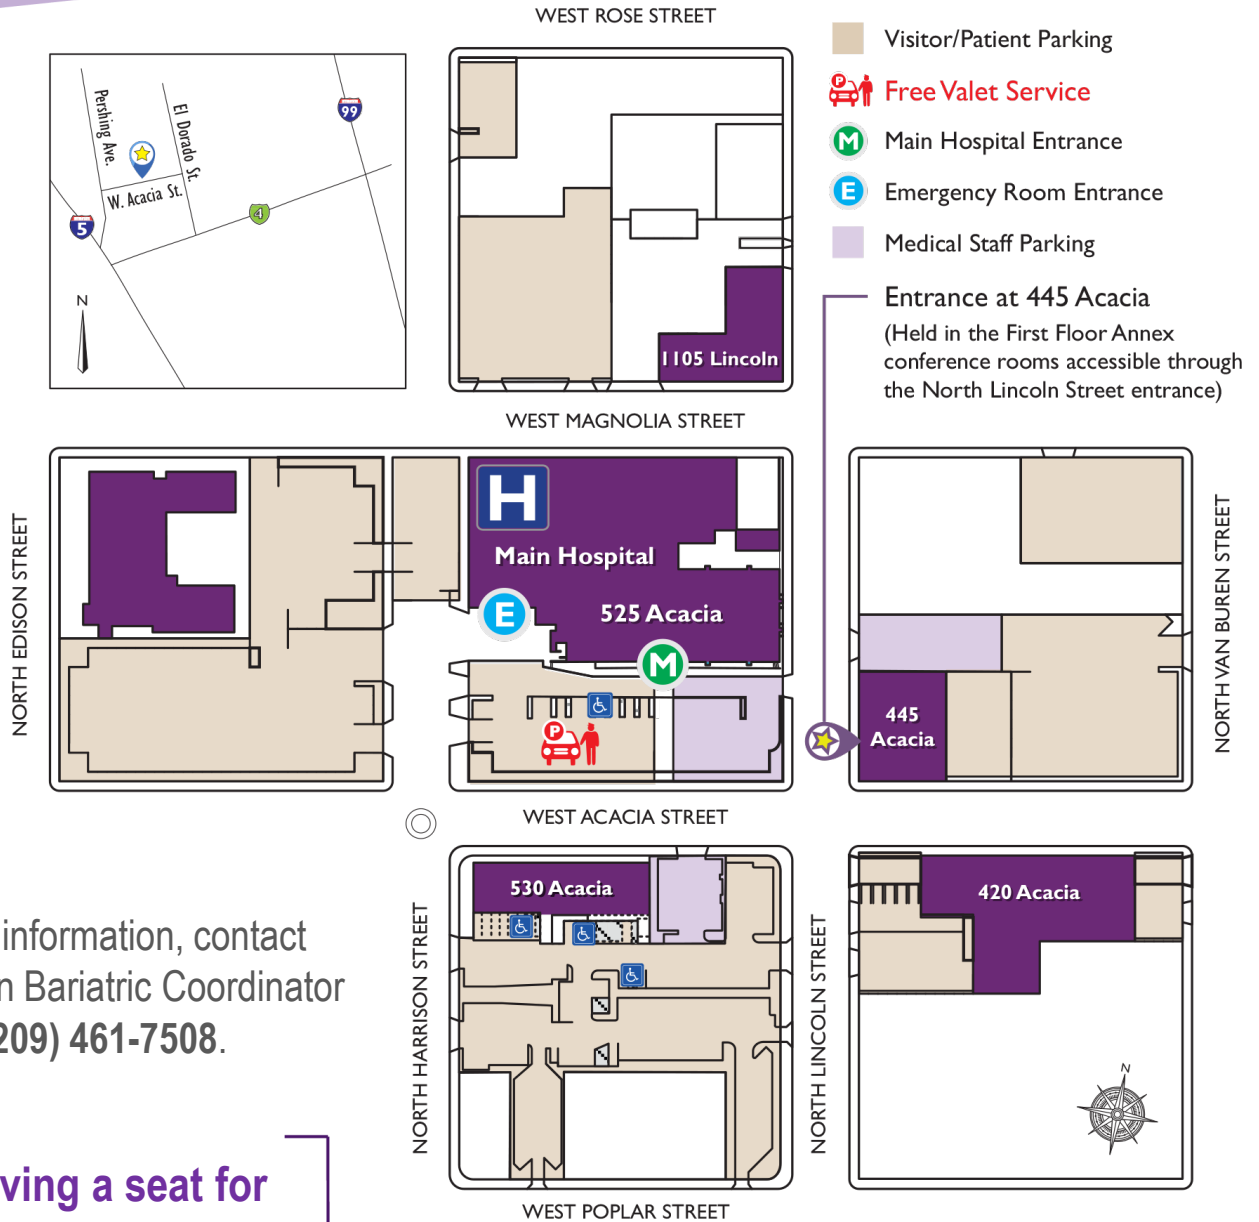 WEST ROSE STREET
Visitor/Patient Parking
P
Free Valet Service
M
Main Hospital Entrance
E
Emergency Room Entrance
Medical Staff Parking
Entrance at 445 Acacia
(Held in the First Floor Annex
conference rooms accessible through
the North Lincoln Street entrance)
Pershing Ave.
El Dorado St.
99
W. Acacia St.
5
4
N
1105 Lincoln
WEST MAGNOLIA STREET
NORTH EDISON STREET
H
Main Hospital
E
525 Acacia
M
P
445
Acacia
NORTH VAN BUREN STREET
WEST ACACIA STREET
530 Acacia
420 Acacia
NORTH HARRISON STREET
NORTH LINCOLN STREET
N
WEST POPLAR STREET
information, contact
n Bariatric Coordinator
209) 461-7508.
ving a seat for